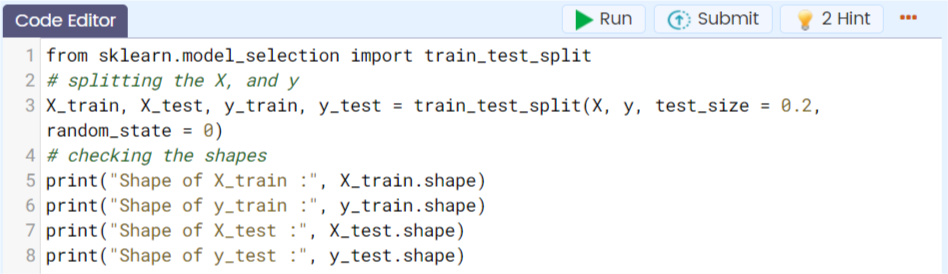 Code Editor
Run
Submit
2 Hint
1 from sklearn.model_selection import train_test_split
2 # splitting the X, and y
3 X_train, X_test, y_train, y_test = train_test_split(X, y, test_size = 0.2,
random_state = 0)
4 # checking the shapes
5 print("Shape of X_train :", X_train.shape)
6 print("Shape of y_train :", y_train.shape)
7 print("Shape of X_test :", X_test.shape)
8 print("Shape of y_test :", y_test.shape)